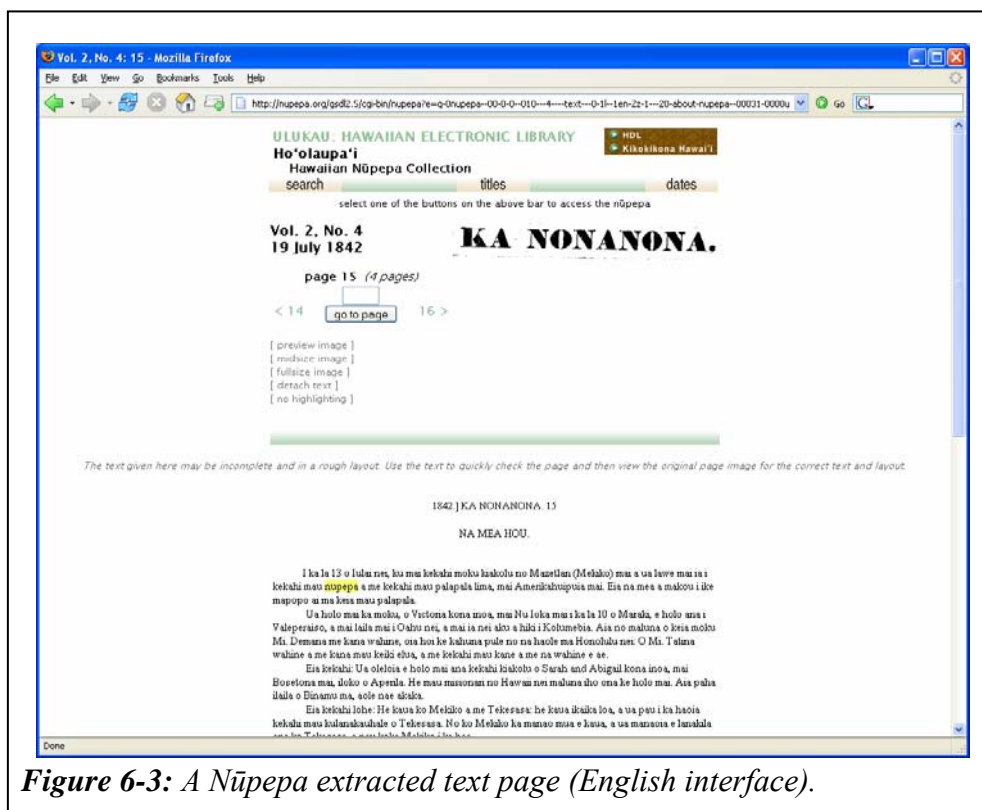 Vol. 2, No. 4: 15 - Mozilla Firefox
File Edit View Go Bookmarks Tools Help
http://nupepa.org/gsdl2.5/cgi-bin/nupepa?e=q-0nupepa--00-0-0--010---4----text---0-1l--1en-Zz-1---20-about-nupepa--00031-0000u Go
ULUKAU: HAWAIIAN ELECTRONIC LIBRARY
HDL
Kikokikona Hawai'i
Ho'olaupa'i
Hawaiian Nūpepa Collection
search titles dates
select one of the buttons on the above bar to access the nūpepa
Vol. 2, No. 4
19 July 1842
KA NONANONA.
page 15 (4 pages)
< 14 go to page 16 >
[ preview image ]
[ midsize image ]
[ fullsize image ]
[ detach text ]
[ no highlighting ]
The text given here may be incomplete and in a rough layout. Use the text to quickly check the page and then view the original page image for the correct text and layout.
1842.] KA NONANONA. 15
NA MEA HOU.
I ka la 13 o Iulai nei, ku mai kekahi moku kiakolu no Mazetlan (Mekiko) mai a ua lawe mai ia i
kekahi mau nupepa a me kekahi mau palapala lima, mai Amerikahuipuia mai. Eia na mea a makou i ike
mapopo ai ma keia mau palapala.
Ua holo mai ka moku, o Victoria kona inoa, mai Nu Ioka mai i ka la 10 o Maraki, e holo ana i
Valeperaiso, a mai laila mai i Oahu nei, a mai ia nei aku a hiki i Kolumebia. Aia no maluna o keia moku
Mi. Demana me kana wahine, oia hoi ke kahuna pule no na haole ma Honolulu nei. O Mi. Tatina
wahine a me kana mau keiki elua, a me kekahi mau kane a me na wahine e ae.
Eia kekahi: Ua oleloia e holo mai ana kekahi kiakolu o Sarah and Abigail kona inoa, mai
Bosetona mai, iloko o Aperila. He mau misionari no Hawaii nei maluna iho ona ke holo mai. Aia paha
ilaila o Binamu ma, aole nae akaka.
Eia kekahi lohe: He kaua ko Mekiko a me Tekesasa: he kaua ikaika loa, a ua pau i ka haoia
kekahi mau kulanakauhale o Tekesasa. No ko Mekiko ka manao mua e kaua, a ua manaoia e lanakila
Done
Figure 6-3: A Nūpepa extracted text page (English interface).